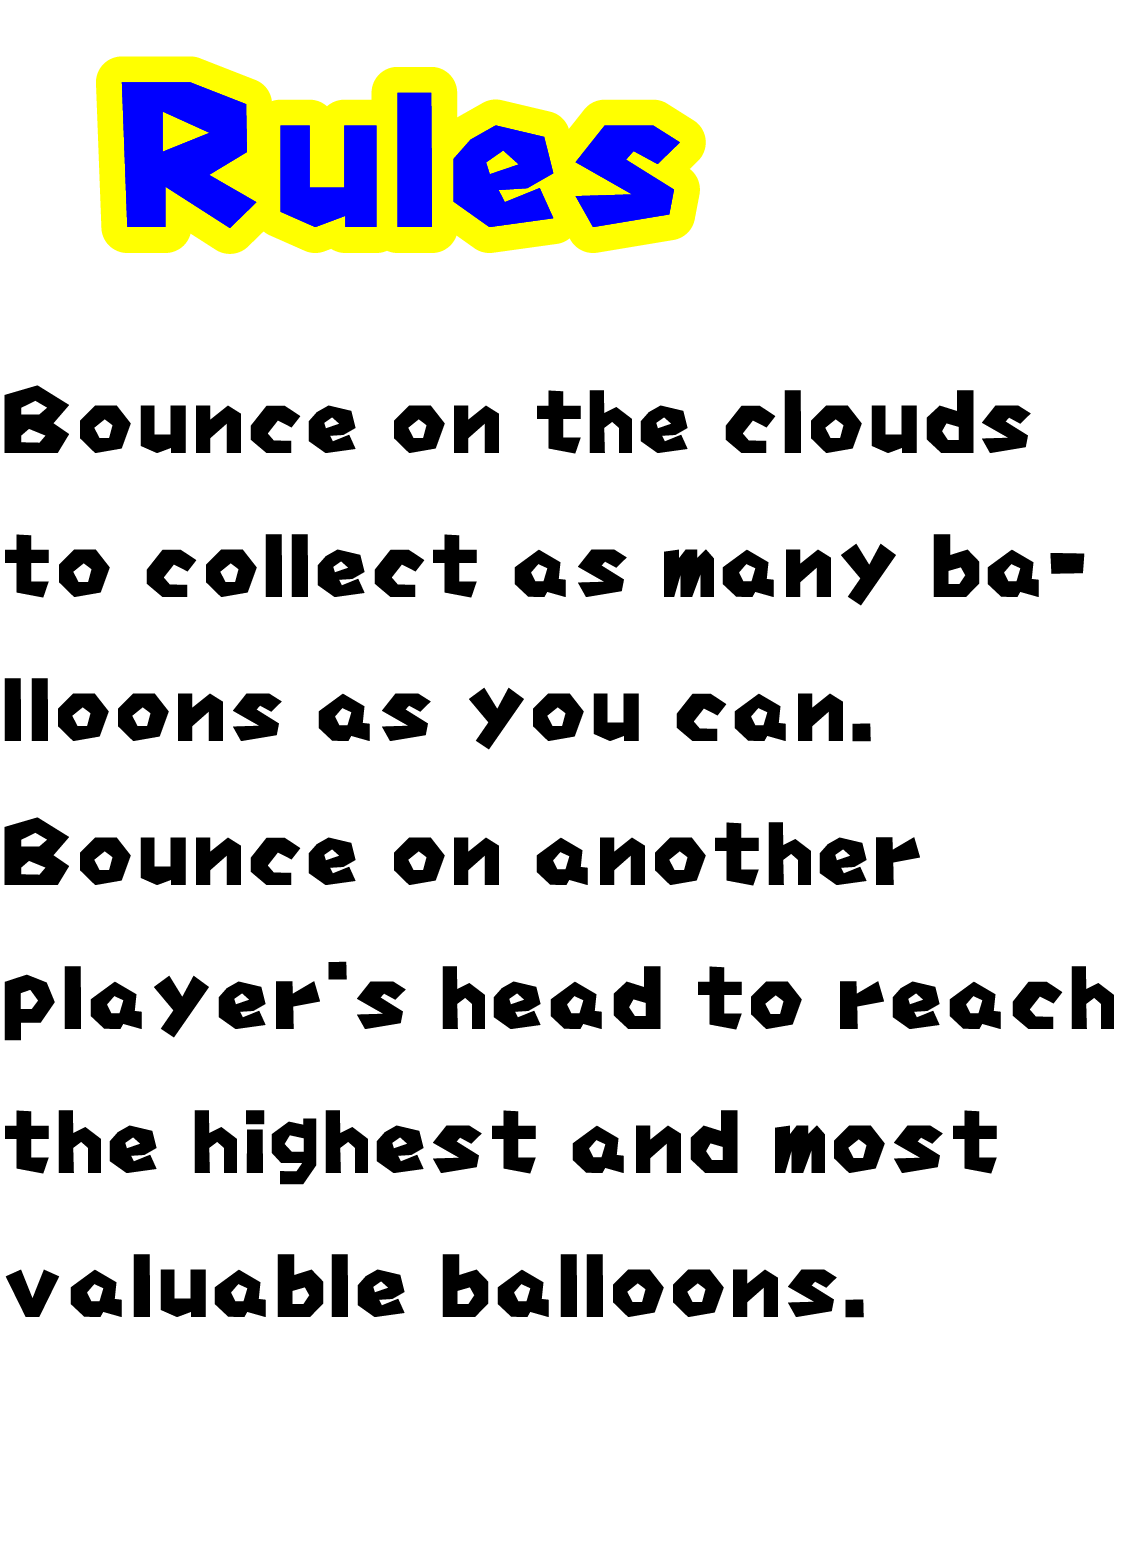 Rules
Bounce on the clouds
to collect as many ba-
lloons as you can.
Bounce on another
player's head to reach
the highest and most
valuable balloons.